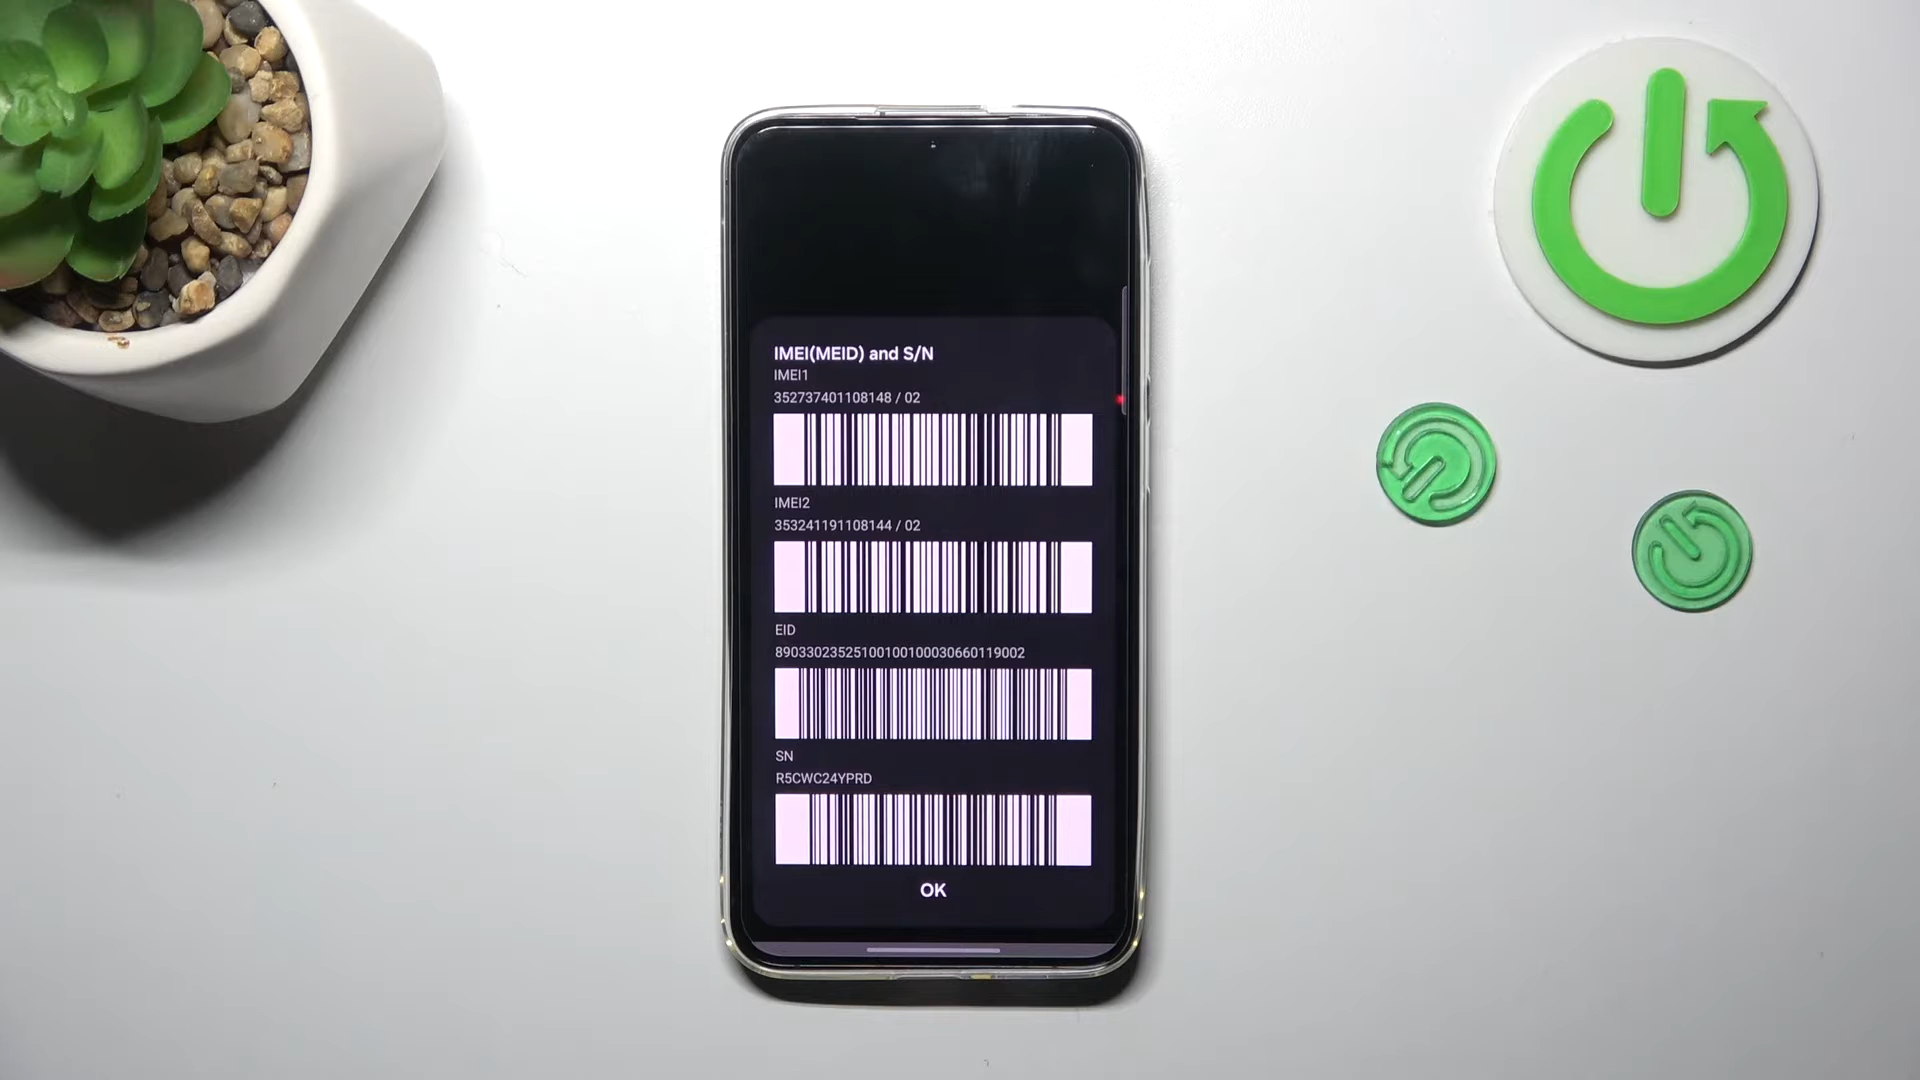 IMEI(MEID) and S/N
IMEI1
352737401108148 / 02
IMEI2
353241191108144 / 02
EID
89033023525100100100030660119002
SN
R5CWC24YPRD
OK